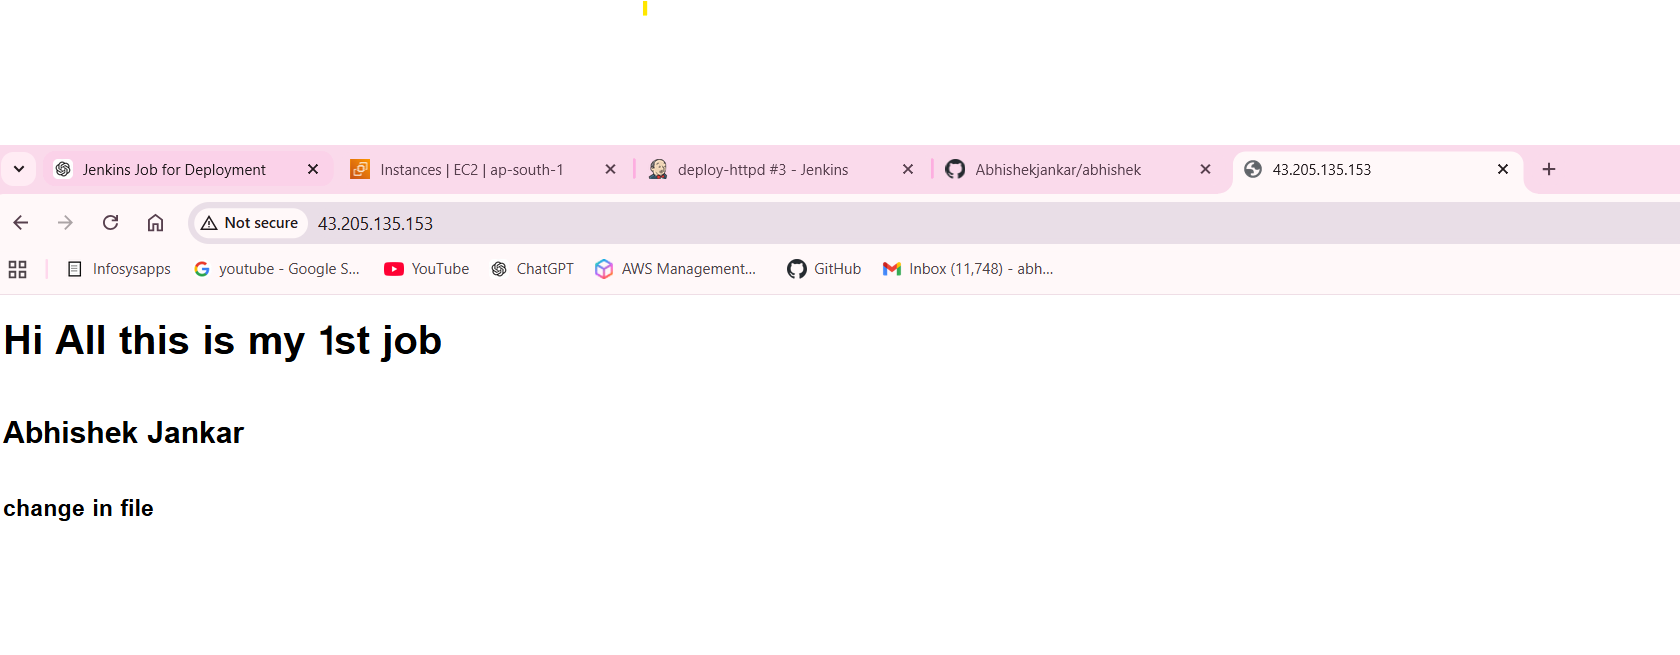 Jenkins Job for Deployment
Instances | EC2 | ap-south-1
deploy-httpd #3 - Jenkins
Abhishekjankar/abhishek
43.205.135.153
Not secure 43.205.135.153
Infosysapps
youtube - Google S...
YouTube
ChatGPT
AWS Management...
GitHub
Inbox (11,748) - abh...
Hi All this is my 1st job
Abhishek Jankar
change in file